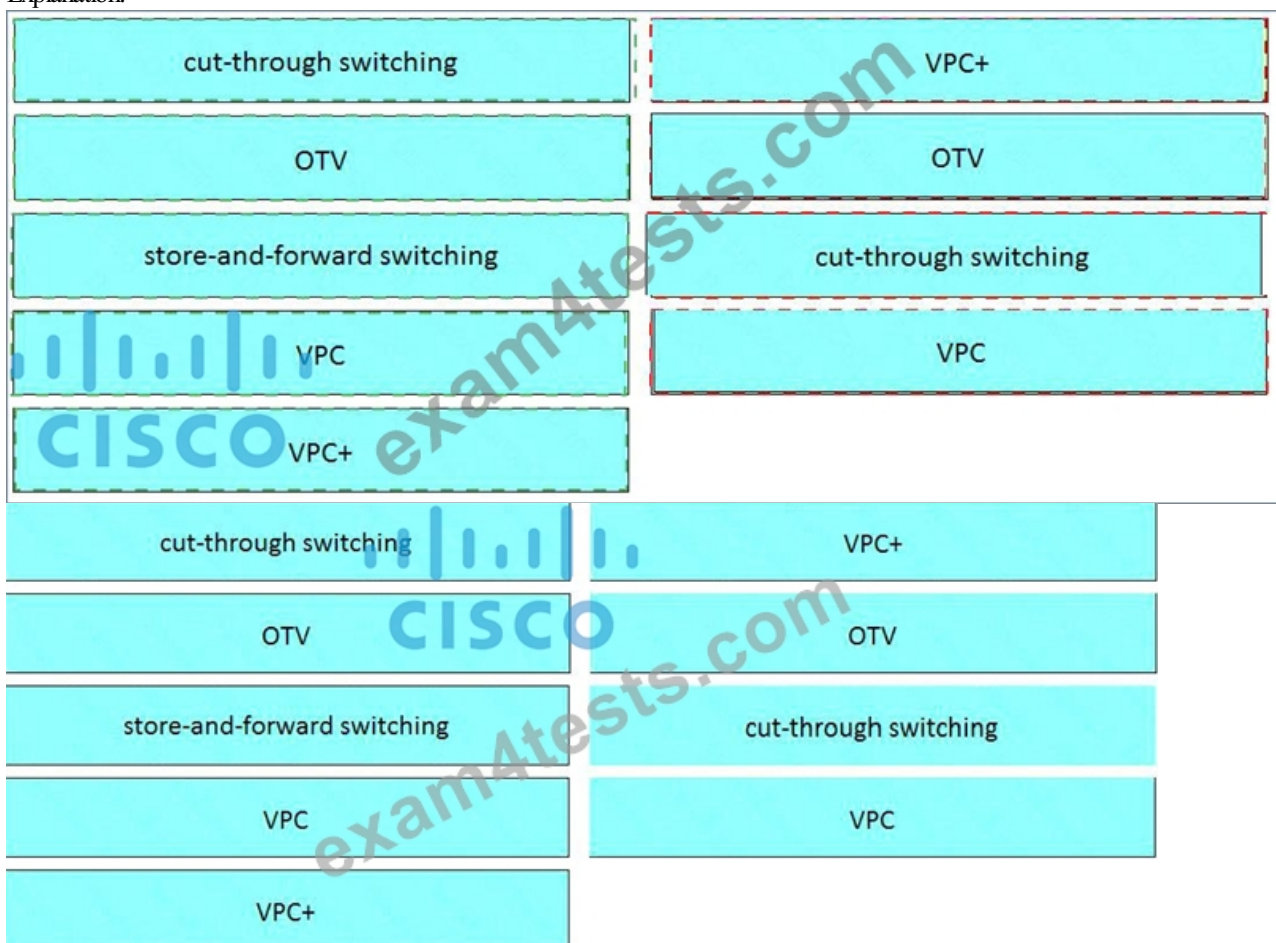 Explanation:
cut-through switching VPC+
OTV OTV
store-and-forward switching cut-through switching
VPC VPC
VPC+
CISCO
exam4tests.com
cut-through switching VPC+
OTV OTV
store-and-forward switching cut-through switching
VPC VPC
VPC+
CISCO
exam4tests.com